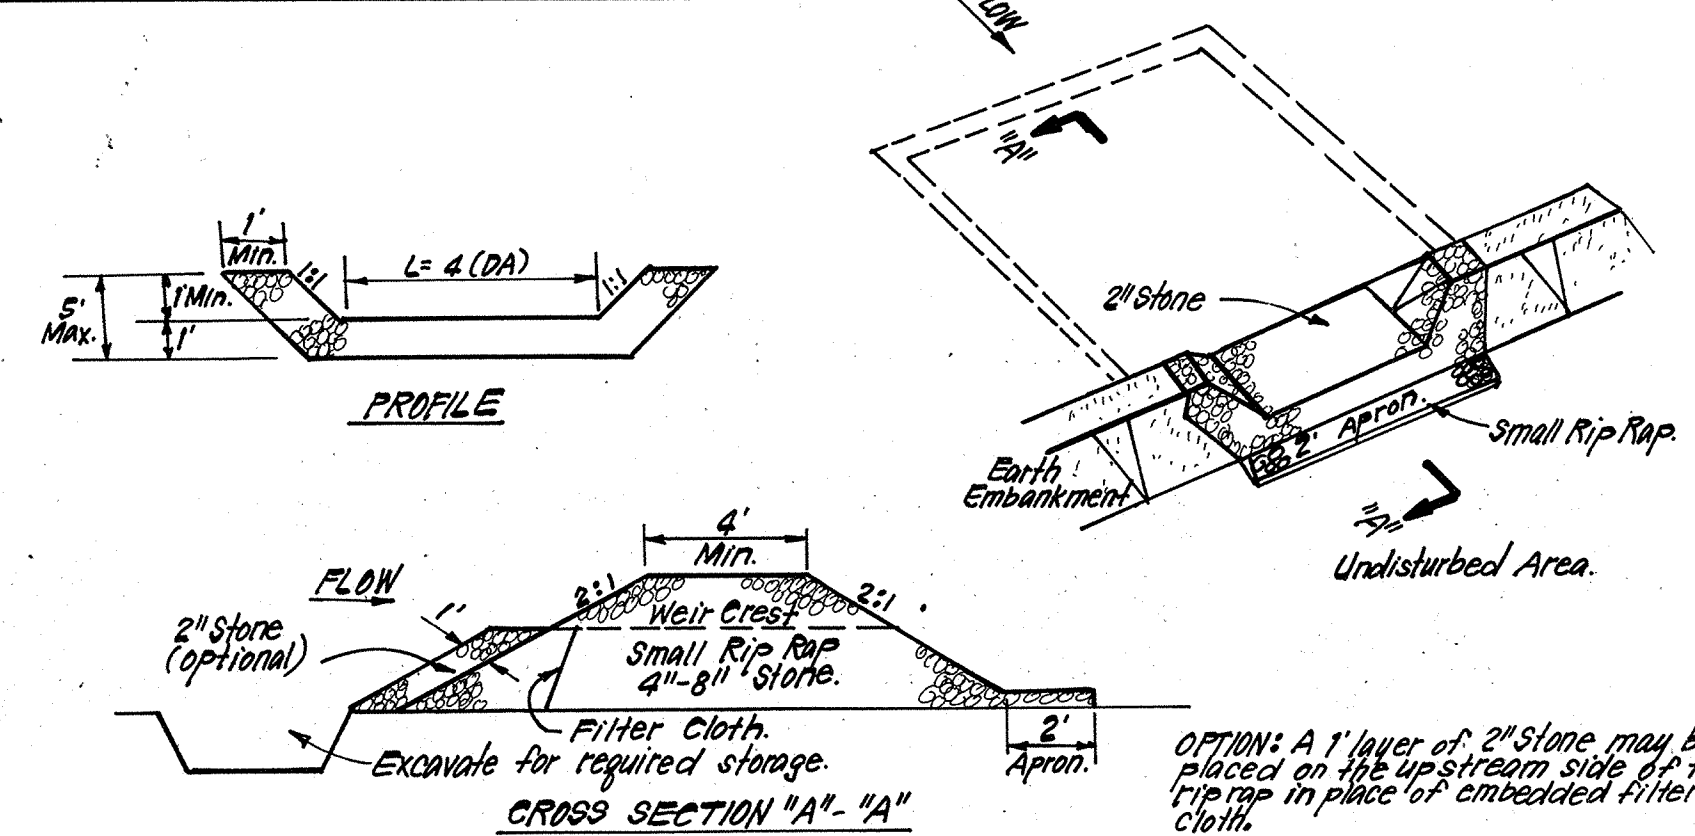 1'
Min.
1:1
L= 4 (DA)
1:1
5'
Max.
1' Min.
1'
PROFILE
"A"
2" Stone
2' Apron.
Small Rip Rap.
Earth
Embankment
"A"
Undisturbed Area.
4'
Min.
FLOW
1'
2:1
2:1
2" Stone
(optional)
Weir Crest
Small Rip Rap
4"-8" Stone.
Filter Cloth.
Excavate for required storage.
2'
Apron.
CROSS SECTION "A"-"A"
OPTION: A 1' layer of 2" Stone may
placed on the upstream side of
rip rap in place of embedded filter
cloth.